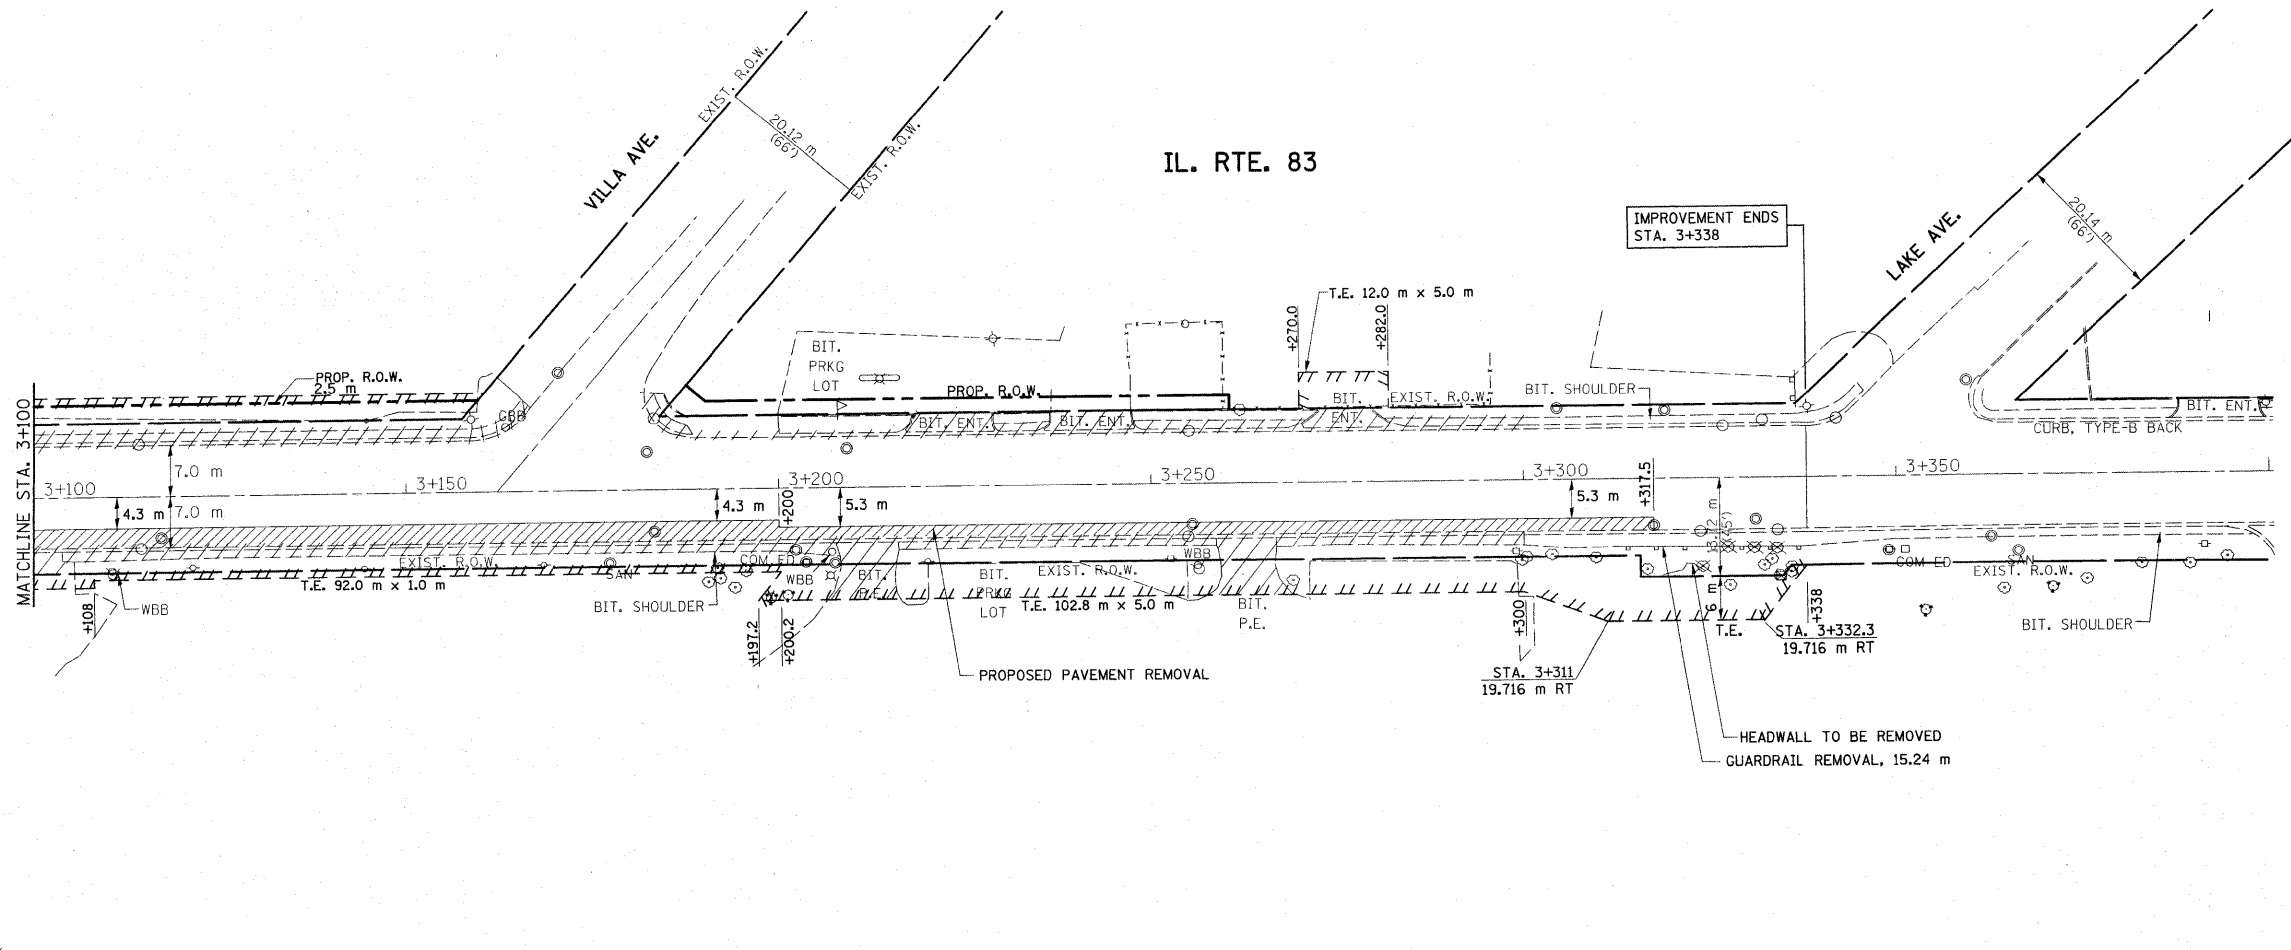 EXIST. R.O.W.
20.12 m
(66')
EXIST. R.O.W.
VILLA AVE.
IL. RTE. 83
IMPROVEMENT ENDS
STA. 3+338
LAKE AVE.
20.14 m
(66')
T.E. 12.0 m x 5.0 m
+270.0
+282.0
BIT.
PRKG
LOT
PROP. R.O.W.
2.5 m
PROP. R.O.W.
BIT.
ENT.
EXIST. R.O.W.
BIT. SHOULDER
GBB
BIT. ENT.
BIT. ENT.
BIT. ENT.
CURB, TYPE-B BACK
MATCHLINE STA. 3+100
7.0 m
3+100
3+150
3+200
3+250
3+300
+317.5
3+350
4.3 m
7.0 m
4.3 m
+200
5.3 m
5.3 m
EXIST. R.O.W.
SAN
COM ED
WBB
BIT.
P.E.
BIT.
PRKG
LOT
EXIST. R.O.W.
WBB
COM ED
SAN
EXIST. R.O.W.
T.E. 92.0 m x 1.0 m
+108
WBB
BIT. SHOULDER
+197.2
+200.2
T.E. 102.8 m x 5.0 m
BIT.
P.E.
+300
6 m
T.E.
+338
STA. 3+332.3
19.716 m RT
BIT. SHOULDER
PROPOSED PAVEMENT REMOVAL
STA. 3+311
19.716 m RT
HEADWALL TO BE REMOVED
GUARDRAIL REMOVAL, 15.24 m